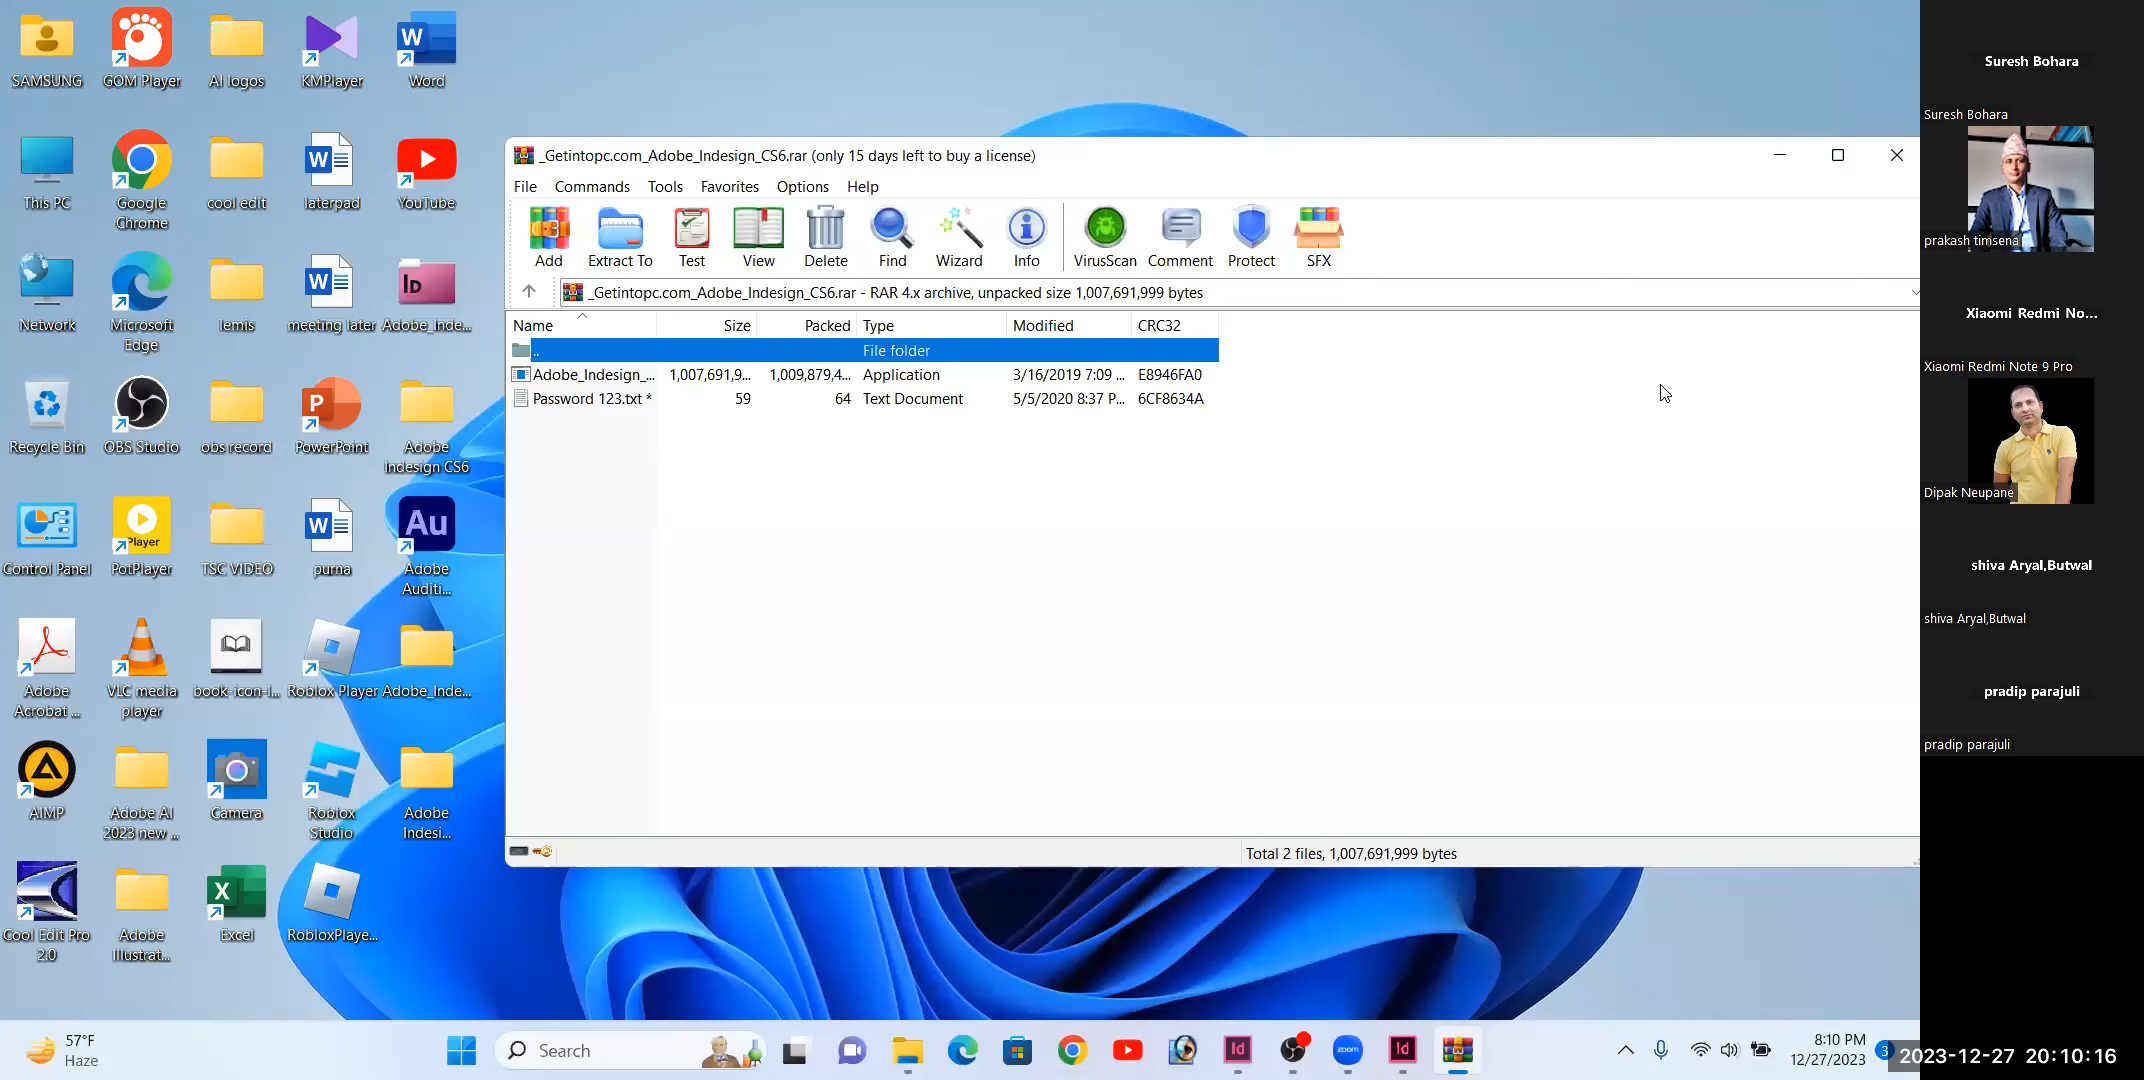 SAMSUNG
GOM Player
AI logos
KMPlayer
Word
This PC
Google
Chrome
cool edit
laterpad
YouTube
Network
Microsoft
Edge
lemis
meeting later
Adobe_Inde...
Recycle Bin
OBS Studio
obs record
PowerPoint
Adobe
Indesign CS6
Control Panel
PotPlayer
TSC VIDEO
purna
Adobe
Auditi...
Adobe
Acrobat ...
VLC media
player
book-icon-l...
Roblox Player
Adobe_Inde...
AIMP
Adobe AI
2023 new ...
Camera
Roblox
Studio
Adobe
Indesi...
Cool Edit Pro
2.0
Adobe
Illustrat...
Excel
RobloxPlaye...
_Getintopc.com_Adobe_Indesign_CS6.rar (only 15 days left to buy a license)
File Commands Tools Favorites Options Help
Add Extract To Test View Delete Find Wizard Info VirusScan Comment Protect SFX
_Getintopc.com_Adobe_Indesign_CS6.rar - RAR 4.x archive, unpacked size 1,007,691,999 bytes
Name Size Packed Type Modified CRC32
.. File folder
Adobe_Indesign_... 1,007,691,9... 1,009,879,4... Application 3/16/2019 7:09 ... E8946FA0
Password 123.txt * 59 64 Text Document 5/5/2020 8:37 P... 6CF8634A
Total 2 files, 1,007,691,999 bytes
Suresh Bohara
Suresh Bohara
prakash timsena
Xiaomi Redmi No...
Xiaomi Redmi Note 9 Pro
Dipak Neupane
shiva Aryal,Butwal
shiva Aryal,Butwal
pradip parajuli
pradip parajuli
57°F
Haze
Search
zoom
8:10 PM
12/27/2023
3
2023-12-27 20:10:16
W
W
W
Id
P
Player
W
Au
X
Id
Id